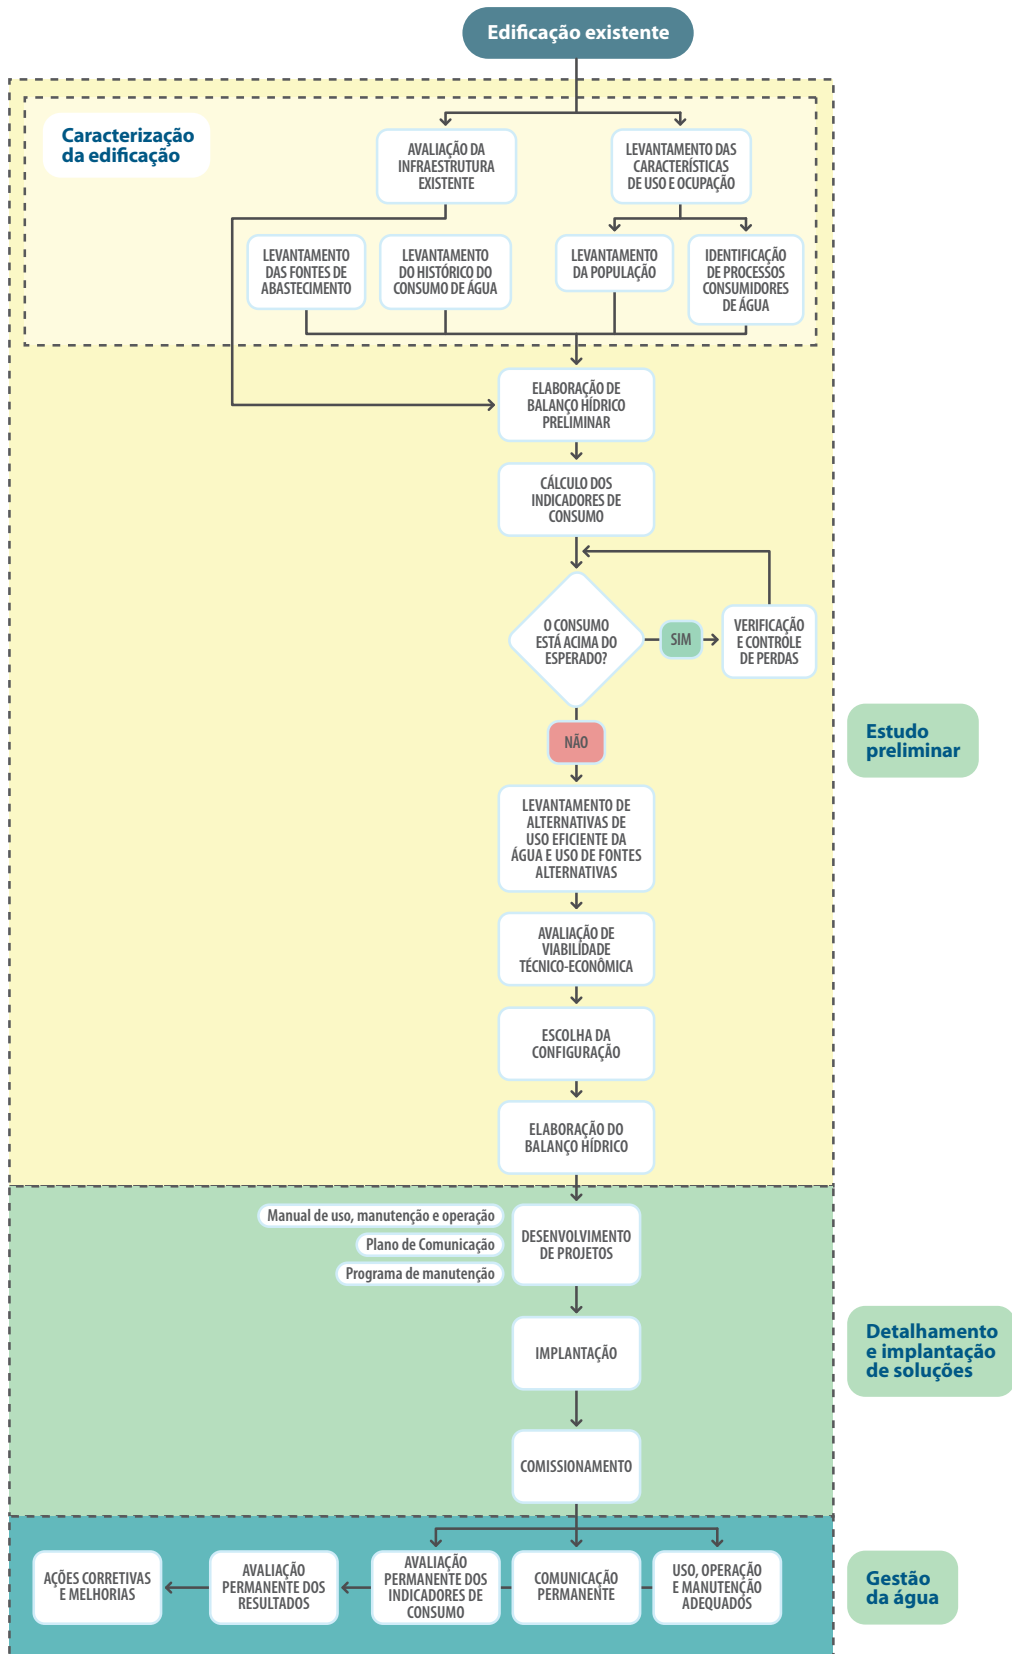 Edificação existente
Caracterização
da edificação
AVALIAÇÃO DA
INFRAESTRUTURA
EXISTENTE
LEVANTAMENTO DAS
CARACTERÍSTICAS
DE USO E OCUPAÇÃO
LEVANTAMENTO
DAS FONTES DE
ABASTECIMENTO
LEVANTAMENTO
DO HISTÓRICO DO
CONSUMO DE ÁGUA
LEVANTAMENTO
DA POPULAÇÃO
IDENTIFICAÇÃO
DE PROCESSOS
CONSUMIDORES
DE ÁGUA
ELABORAÇÃO DE
BALANÇO HÍDRICO
PRELIMINAR
CÁLCULO DOS
INDICADORES DE
CONSUMO
O CONSUMO
ESTÁ ACIMA DO
ESPERADO?
SIM
VERIFICAÇÃO
E CONTROLE
DE PERDAS
NÃO
Estudo
preliminar
LEVANTAMENTO DE
ALTERNATIVAS DE
USO EFICIENTE DA
ÁGUA E USO DE FONTES
ALTERNATIVAS
AVALIAÇÃO DE
VIABILIDADE
TÉCNICO-ECONÔMICA
ESCOLHA DA
CONFIGURAÇÃO
ELABORAÇÃO DO
BALANÇO HÍDRICO
Manual de uso, manutenção e operação
Plano de Comunicação
Programa de manutenção
DESENVOLVIMENTO
DE PROJETOS
IMPLANTAÇÃO
Detalhamento
e implantação
de soluções
COMISSIONAMENTO
AÇÕES CORRETIVAS
E MELHORIAS
AVALIAÇÃO
PERMANENTE DOS
RESULTADOS
AVALIAÇÃO
PERMANENTE DOS
INDICADORES DE
CONSUMO
COMUNICAÇÃO
PERMANENTE
USO, OPERAÇÃO
E MANUTENÇÃO
ADEQUADOS
Gestão
da água